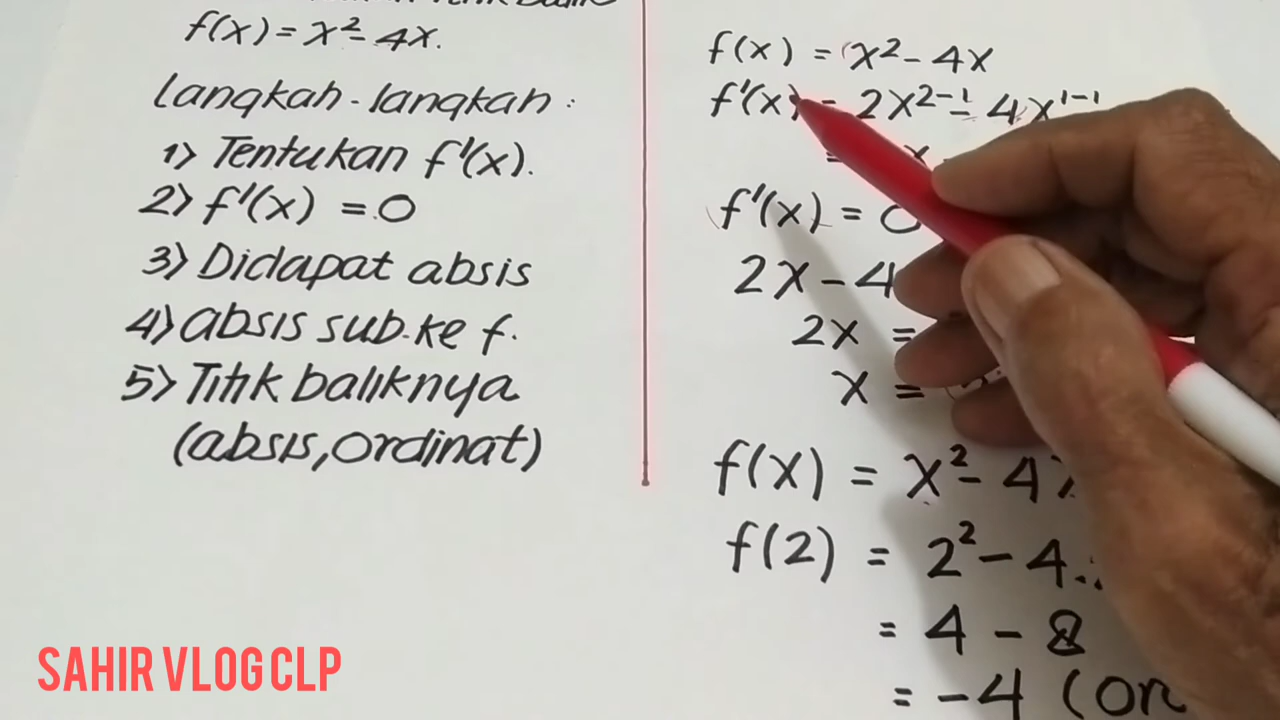 f(x) = x² - 4x.
Langkah-langkah :
1) Tentukan f'(x).
2) f'(x) = 0
3) Didapat absis
4) absis sub.ke f.
5) Titik baliknya
(absis, ordinat)
f(x) = x² - 4x
f'(x) = 2x²⁻¹ - 4x¹⁻¹
f'(x) = 0
2x - 4
2x =
x =
f(x) = x² - 4x
f(2) = 2² - 4.
= 4 - 8
= -4 (or
SAHIR VLOG CLP